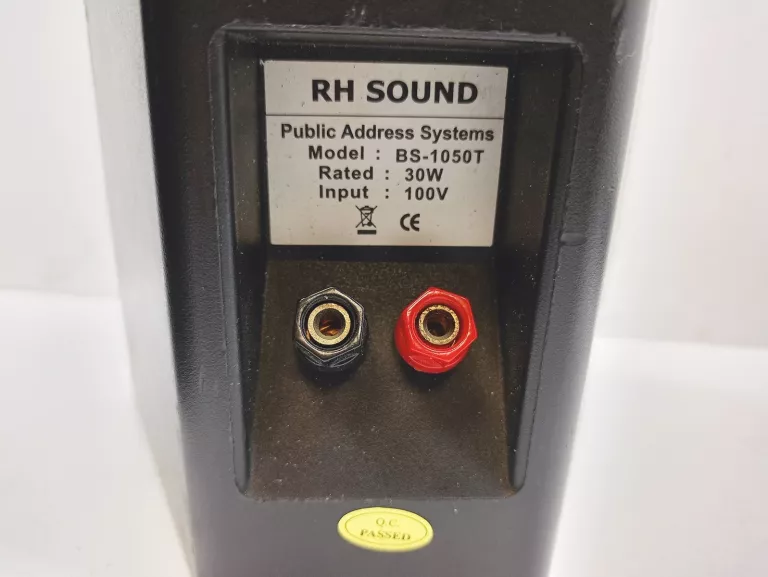 RH SOUND
Public Address Systems
Model : BS-1050T
Rated : 30W
Input : 100V
CE
Q.C.
PASSED